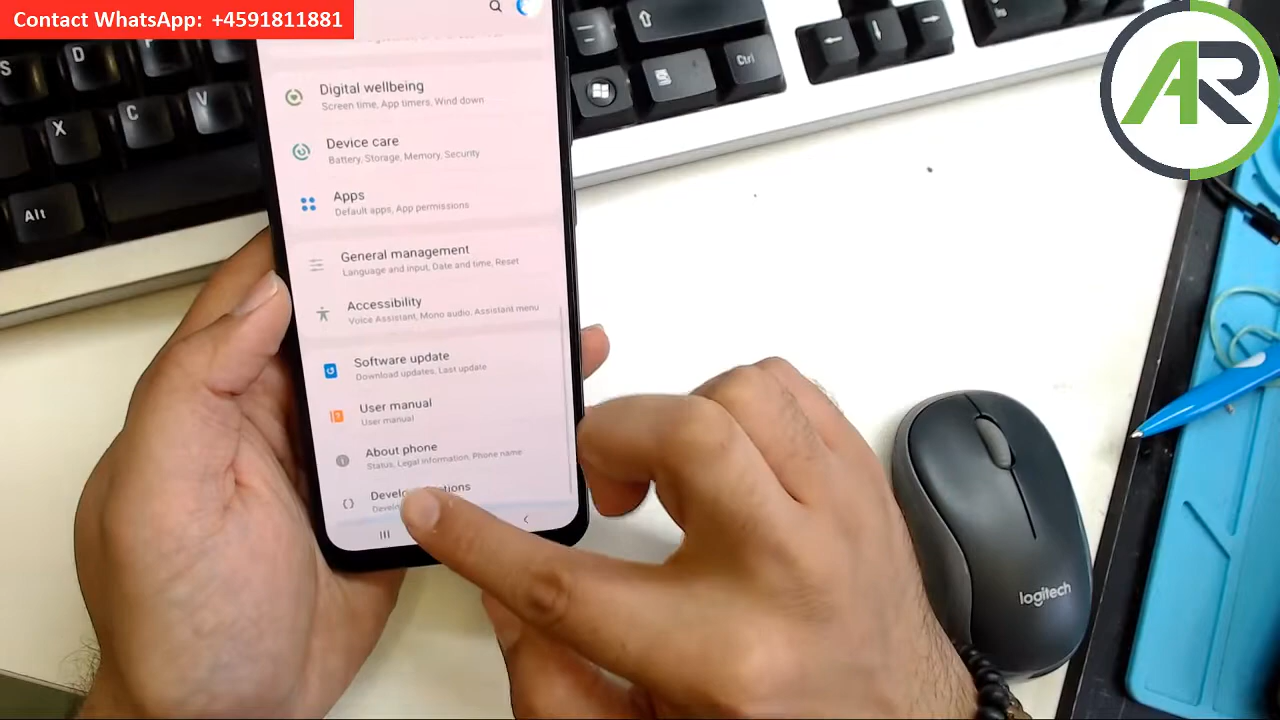 Contact WhatsApp: +4591811881
AR
S
D
X
C
V
Alt
Ctrl
Digital wellbeing
Screen time, App timers, Wind down
Device care
Battery, Storage, Memory, Security
Apps
Default apps, App permissions
General management
Language and input, Date and time, Reset
Accessibility
Voice Assistant, Mono audio, Assistant menu
Software update
Download updates, Last update
User manual
User manual
About phone
Status, Legal information, Phone name
logitech